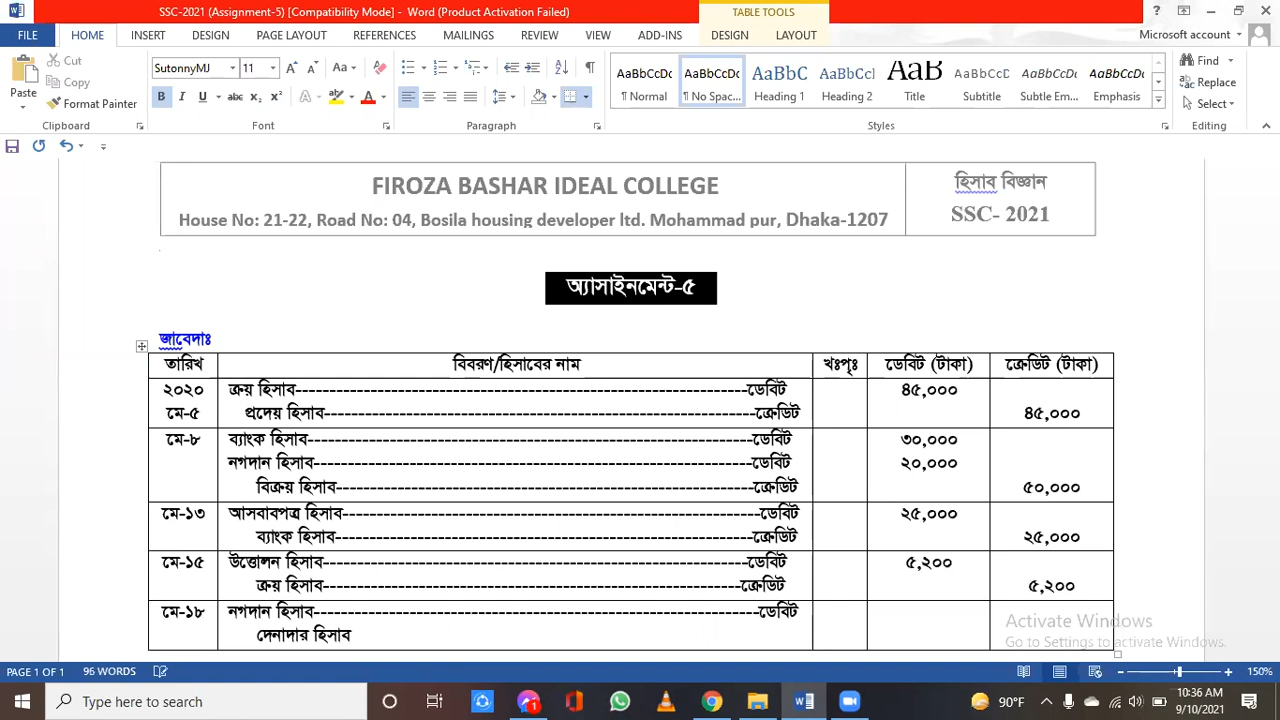 SSC-2021 (Assignment-5) [Compatibility Mode] - Word (Product Activation Failed)
TABLE TOOLS
FILE HOME INSERT DESIGN PAGE LAYOUT REFERENCES MAILINGS REVIEW VIEW ADD-INS DESIGN LAYOUT Microsoft account
Paste Cut Copy Format Painter
SutonnyMJ 11
AaBbCcDc AaBbCcDc AaBbC AaBbCc AaB AaBbCcD AaBbCcDc AaBbCcDc
¶ Normal ¶ No Spac... Heading 1 Heading 2 Title Subtitle Subtle Em... Emphasis
Find Replace Select
Clipboard Font Paragraph Styles Editing
FIROZA BASHAR IDEAL COLLEGE
House No: 21-22, Road No: 04, Bosila housing developer ltd. Mohammad pur, Dhaka-1207
হিসাব বিজ্ঞান
SSC- 2021
অ্যাসাইনমেন্ট-৫
জাবেদাঃ
তারিখ বিবরণ/হিসাবের নাম খঃপৃঃ ডেবিট (টাকা) ক্রেডিট (টাকা)
২০২০ ক্রয় হিসাব-----ডেবিট ৪৫,০০০
মে-৫ প্রদেয় হিসাব-----ক্রেডিট ৪৫,০০০
মে-৮ ব্যাংক হিসাব-----ডেবিট ৩০,০০০
নগদান হিসাব-----ডেবিট ২০,০০০
বিক্রয় হিসাব-----ক্রেডিট ৫০,০০০
মে-১৩ আসবাবপত্র হিসাব-----ডেবিট ২৫,০০০
ব্যাংক হিসাব-----ক্রেডিট ২৫,০০০
মে-১৫ উত্তোলন হিসাব-----ডেবিট ৫,২০০
ক্রয় হিসাব-----ক্রেডিট ৫,২০০
মে-১৮ নগদান হিসাব-----ডেবিট
দেনাদার হিসাব
Activate Windows
Go to Settings to activate Windows.
PAGE 1 OF 1 96 WORDS 150%
Type here to search 90°F 10:36 AM
9/10/2021